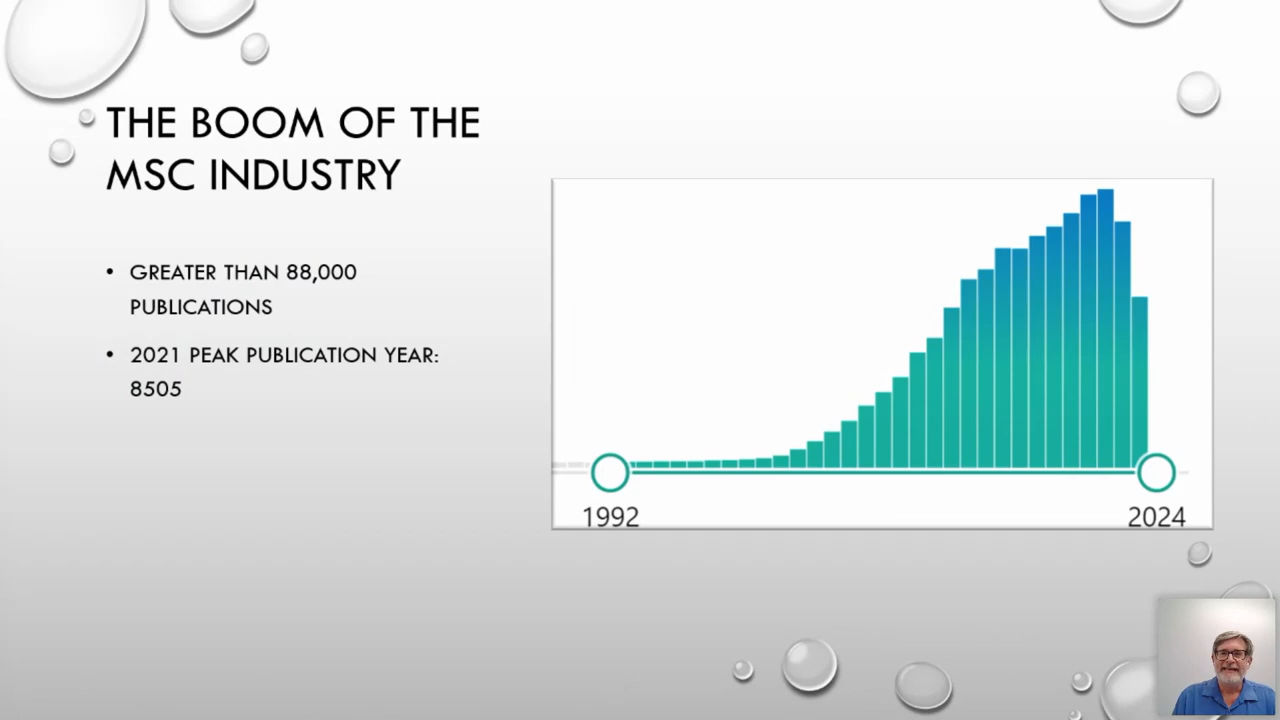 THE BOOM OF THE
MSC INDUSTRY
• GREATER THAN 88,000
PUBLICATIONS
• 2021 PEAK PUBLICATION YEAR:
8505
1992
2024